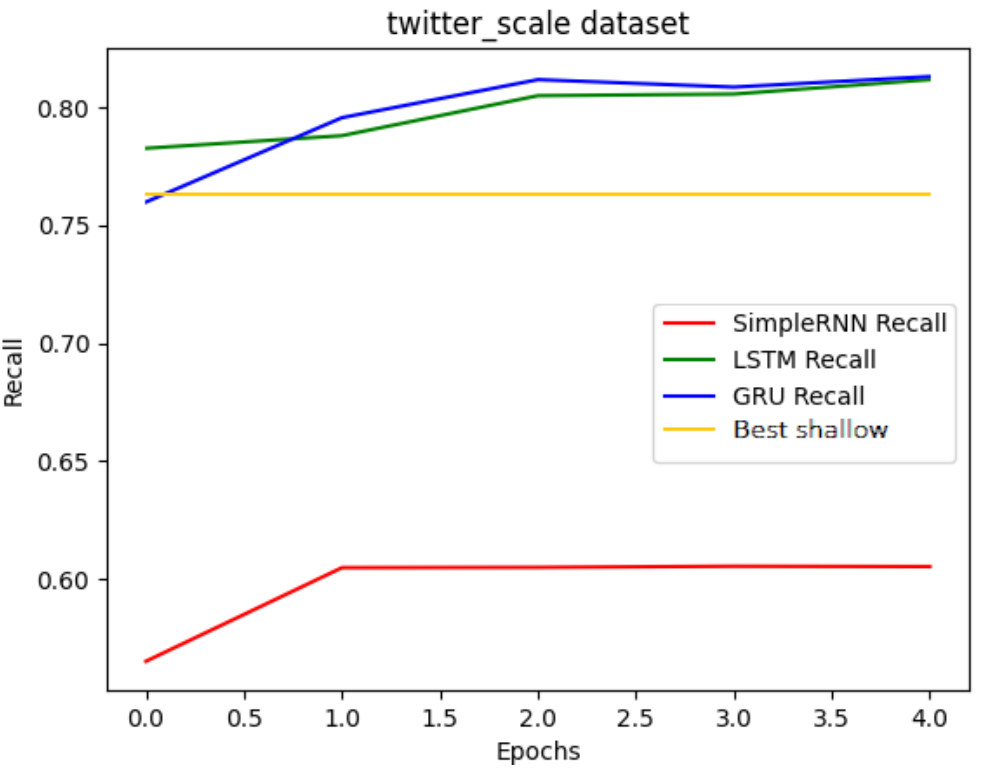 twitter_scale dataset
0.80
0.75
0.70
0.65
0.60
Recall
SimpleRNN Recall
LSTM Recall
GRU Recall
Best shallow
0.0 0.5 1.0 1.5 2.0 2.5 3.0 3.5 4.0
Epochs